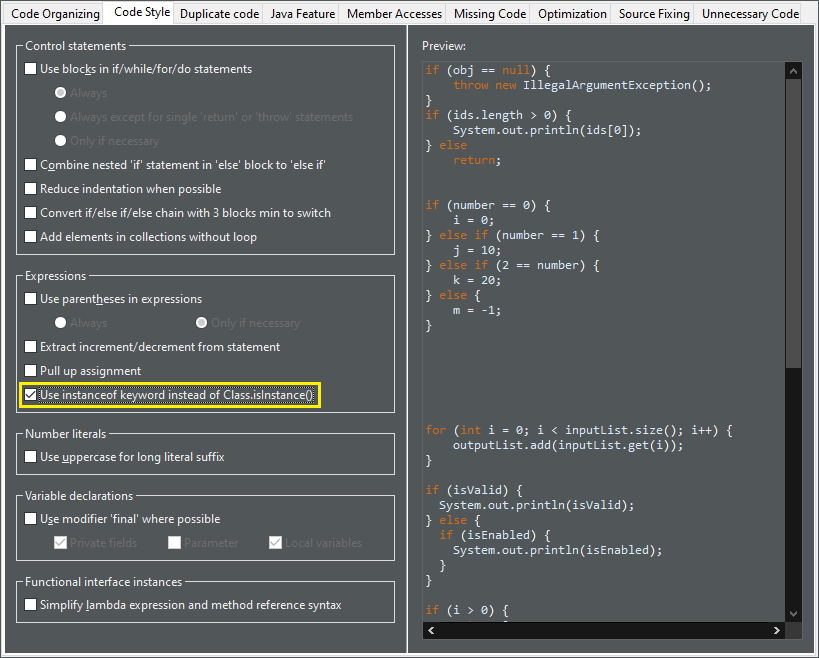 Code Organizing Code Style Duplicate code Java Feature Member Accesses Missing Code Optimization Source Fixing Unnecessary Code
Control statements
Use blocks in if/while/for/do statements
Always
Always except for single 'return' or 'throw' statements
Only if necessary
Combine nested 'if' statement in 'else' block to 'else if'
Reduce indentation when possible
Convert if/else if/else chain with 3 blocks min to switch
Add elements in collections without loop
Expressions
Use parentheses in expressions
Always Only if necessary
Extract increment/decrement from statement
Pull up assignment
Use instanceof keyword instead of Class.isInstance()
Number literals
Use uppercase for long literal suffix
Variable declarations
Use modifier 'final' where possible
Private fields Parameter Local variables
Functional interface instances
Simplify lambda expression and method reference syntax
Preview:
if (obj == null) {
    throw new IllegalArgumentException();
}
if (ids.length > 0) {
    System.out.println(ids[0]);
} else
    return;
if (number == 0) {
    i = 0;
} else if (number == 1) {
    j = 10;
} else if (2 == number) {
    k = 20;
} else {
    m = -1;
}
for (int i = 0; i < inputList.size(); i++) {
    outputList.add(inputList.get(i));
}
if (isValid) {
  System.out.println(isValid);
} else {
  if (isEnabled) {
    System.out.println(isEnabled);
  }
}
if (i > 0) {